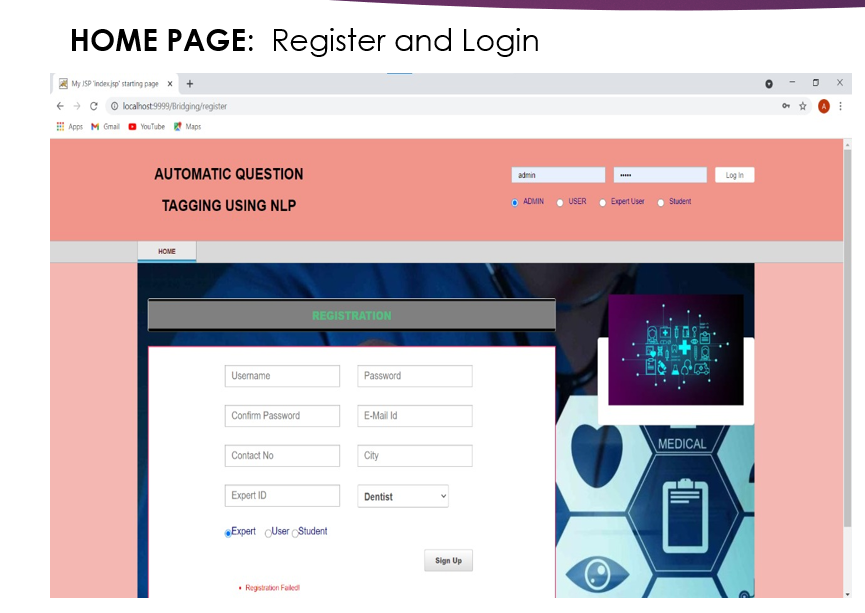 HOME PAGE: Register and Login
My JSP 'index.jsp' starting page
localhost:9999/Bridging/register
A
Apps Gmail YouTube Maps
AUTOMATIC QUESTION
TAGGING USING NLP
admin ••••• Log In
ADMIN USER Expert User Student
HOME
REGISTRATION
Username Password
Confirm Password E-Mail Id
Contact No City
MEDICAL
Expert ID Dentist
Expert User Student
Sign Up
Registration Failed!